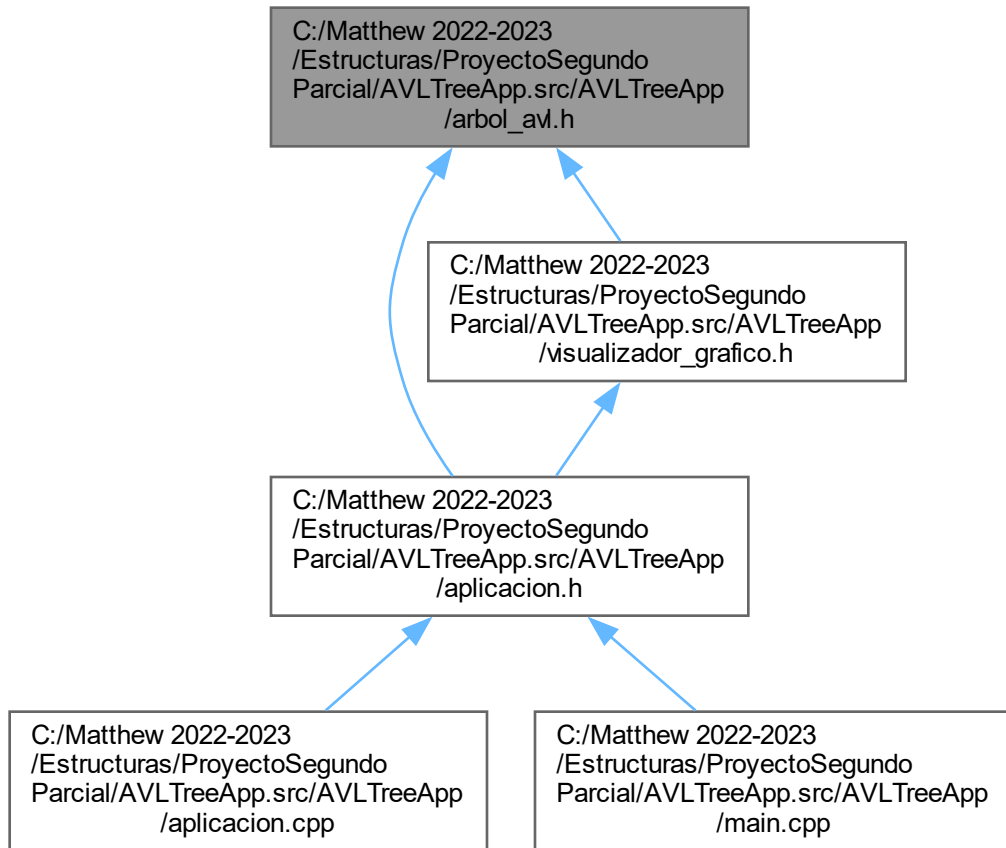 C:/Matthew 2022-2023
/Estructuras/ProyectoSegundo
Parcial/AVLTreeApp.src/AVLTreeApp
/arbol_avl.h
C:/Matthew 2022-2023
/Estructuras/ProyectoSegundo
Parcial/AVLTreeApp.src/AVLTreeApp
/visualizador_grafico.h
C:/Matthew 2022-2023
/Estructuras/ProyectoSegundo
Parcial/AVLTreeApp.src/AVLTreeApp
/aplicacion.h
C:/Matthew 2022-2023
/Estructuras/ProyectoSegundo
Parcial/AVLTreeApp.src/AVLTreeApp
/aplicacion.cpp
C:/Matthew 2022-2023
/Estructuras/ProyectoSegundo
Parcial/AVLTreeApp.src/AVLTreeApp
/main.cpp